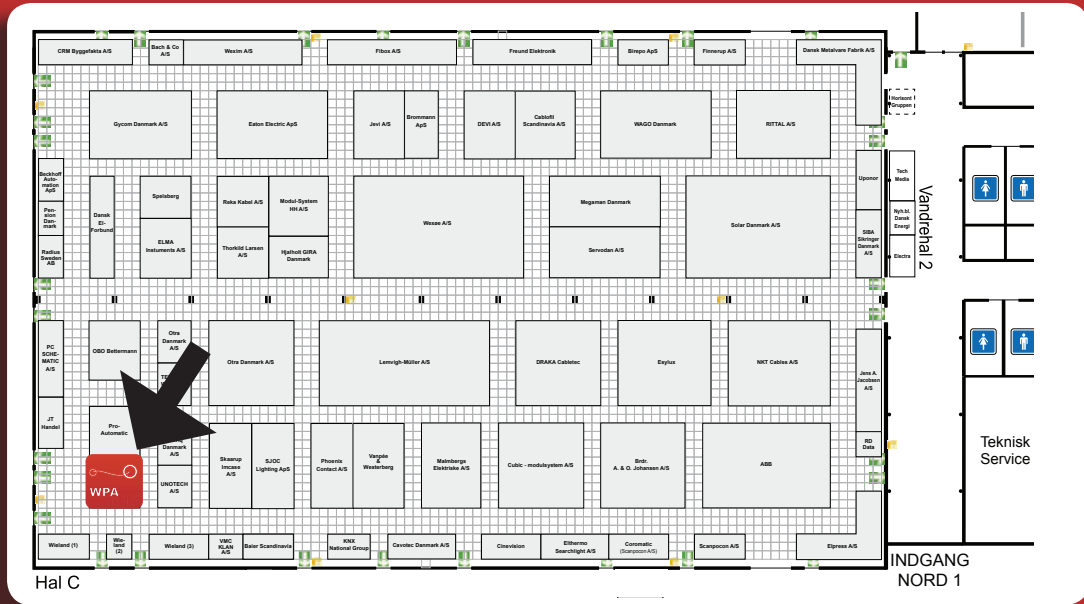 CRM Byggefakta A/S
Bach & Co
A/S
Wexim A/S
Fibox A/S
Freund Elektronik
Birepo ApS
Finnerup A/S
Dansk Metalvare Fabrik A/S
Horisont
Gruppen
Gycom Danmark A/S
Eaton Electric ApS
Jevi A/S
Brommann
ApS
DEVI A/S
Cablofil
Scandinavia A/S
WAGO Danmark
RITTAL A/S
Beckhoff
Auto-
mation
ApS
Pan-
sion
Dan-
mark
Radius
Sweden
AB
Dansk
El-
Forbund
Spelsberg
ELMA
Instuments A/S
Reka Kabel A/S
Thorkild Larsen
A/S
Modul-System
HH A/S
Hjalholt GIRA
Danmark
Wexøe A/S
Megaman Danmark
Servodan A/S
Solar Danmark A/S
Uponor
SIBA
Sikringer
Danmark
A/S
Tech
Media
Nyh.bl.
Dansk
Energi
Electra
Vandrehal 2
PC
SCHE-
MATIC
A/S
JT
Handel
OBO Bettermann
Otra
Danmark
A/S
Otra Danmark A/S
Lemvigh-Müller A/S
DRAKA Cabletec
Esylux
NKT Cables A/S
Jens A.
Jacobsen
A/S
RD
Data
Pro-
Automatic
WPA
Danmark
A/S
UNOTECH
A/S
Skaarup
Imcase
A/S
SJOC
Lighting ApS
Phoenix
Contact A/S
Vanpée
&
Westerberg
Malmbergs
Elektriske A/S
Cubic - modulsystem A/S
Brdr.
A. & O. Johansen A/S
ABB
Teknisk
Service
Wieland (1)
Wie-
land
(2)
Wieland (3)
VMC
KLAN
A/S
Baier Scandinavia
KNX
National Group
Cavotec Danmark A/S
Cinevision
Elthermo
Searchlight A/S
Coromatic
(Scanpocon A/S)
Scanpocon A/S
Elpress A/S
Hal C
INDGANG
NORD 1